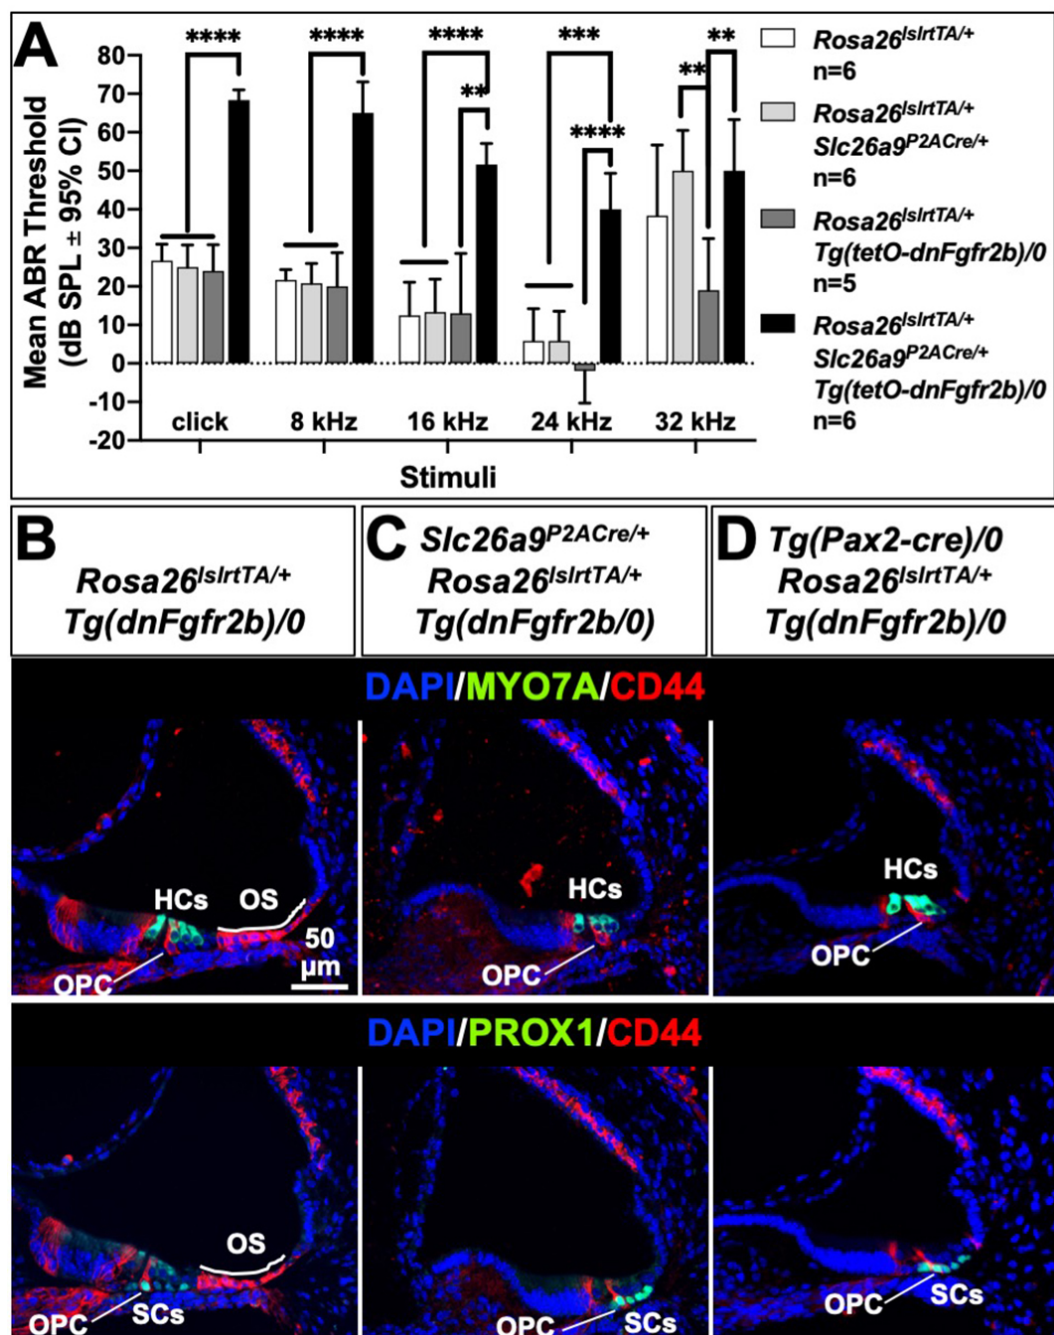 A
Mean ABR Threshold
(dB SPL ± 95% CI)
80
70
60
50
40
30
20
10
0
-10
-20
****
****
****
**
***
****
**
**
click
8 kHz
16 kHz
24 kHz
32 kHz
Stimuli
Rosa26lslrtTA/+
n=6
Rosa26lslrtTA/+
Slc26a9P2ACre/+
n=6
Rosa26lslrtTA/+
Tg(tetO-dnFgfr2b)/0
n=5
Rosa26lslrtTA/+
Slc26a9P2ACre/+
Tg(tetO-dnFgfr2b)/0
n=6
B
Rosa26lslrtTA/+
Tg(dnFgfr2b)/0
C
Slc26a9P2ACre/+
Rosa26lslrtTA/+
Tg(dnFgfr2b/0)
D
Tg(Pax2-cre)/0
Rosa26lslrtTA/+
Tg(dnFgfr2b)/0
DAPI/MYO7A/CD44
HCs
OS
50
µm
OPC
HCs
OPC
HCs
OPC
DAPI/PROX1/CD44
OS
OPC
SCs
OPC
SCs
OPC
SCs